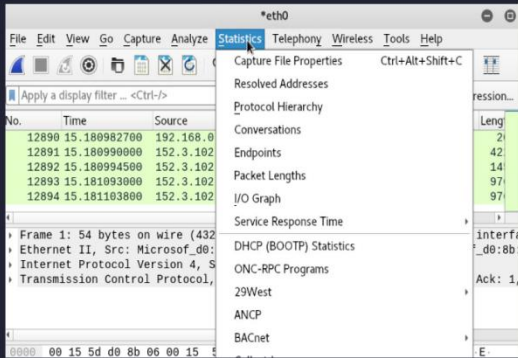 *eth0
File Edit View Go Capture Analyze Statistics Telephony Wireless Tools Help
Apply a display filter ... <Ctrl-/>
ression...
No. Time Source Leng
12890 15.180982700 192.168.0
12891 15.180990000 152.3.102 42
12892 15.180994500 152.3.102 14
12893 15.181093000 152.3.102 97
12894 15.181103800 152.3.102 97
Capture File Properties Ctrl+Alt+Shift+C
Resolved Addresses
Protocol Hierarchy
Conversations
Endpoints
Packet Lengths
I/O Graph
Service Response Time
DHCP (BOOTP) Statistics
ONC-RPC Programs
29West
ANCP
BACnet
Frame 1: 54 bytes on wire (432 interfa
Ethernet II, Src: Microsof_d0: f_d0:8b
Internet Protocol Version 4, S
Transmission Control Protocol, Ack: 1,
0000 00 15 5d d0 8b 06 00 15 ·E·